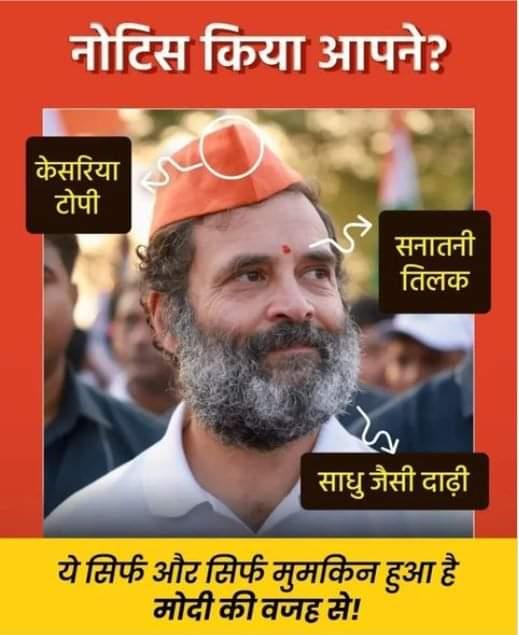 नोटिस किया आपने?
केसरिया
टोपी
सनातनी
तिलक
साधु जैसी दाढ़ी
ये सिर्फ और सिर्फ मुमकिन हुआ है
मोदी की वजह से!